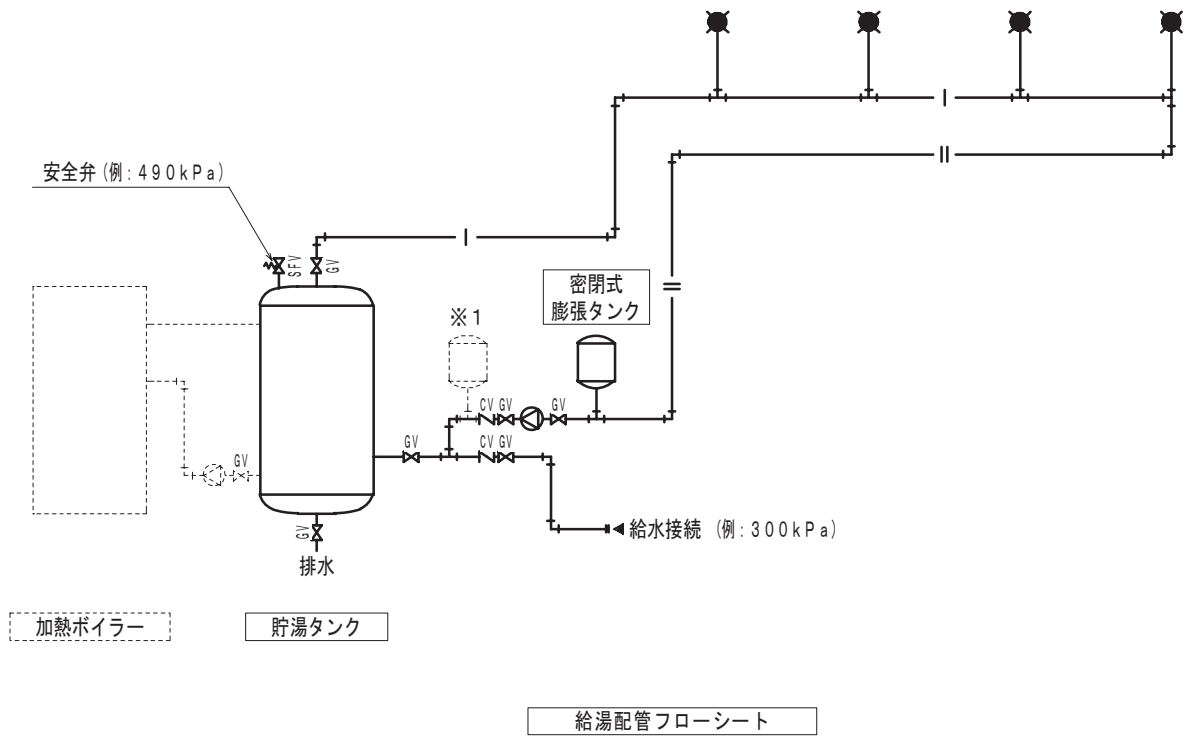 安全弁 (例:490kPa)
SFV
GV
密閉式
膨張タンク
※1
CV GV
GV
GV
CV GV
GV
給水接続 (例:300kPa)
GV
排水
加熱ボイラー
貯湯タンク
給湯配管フローシート